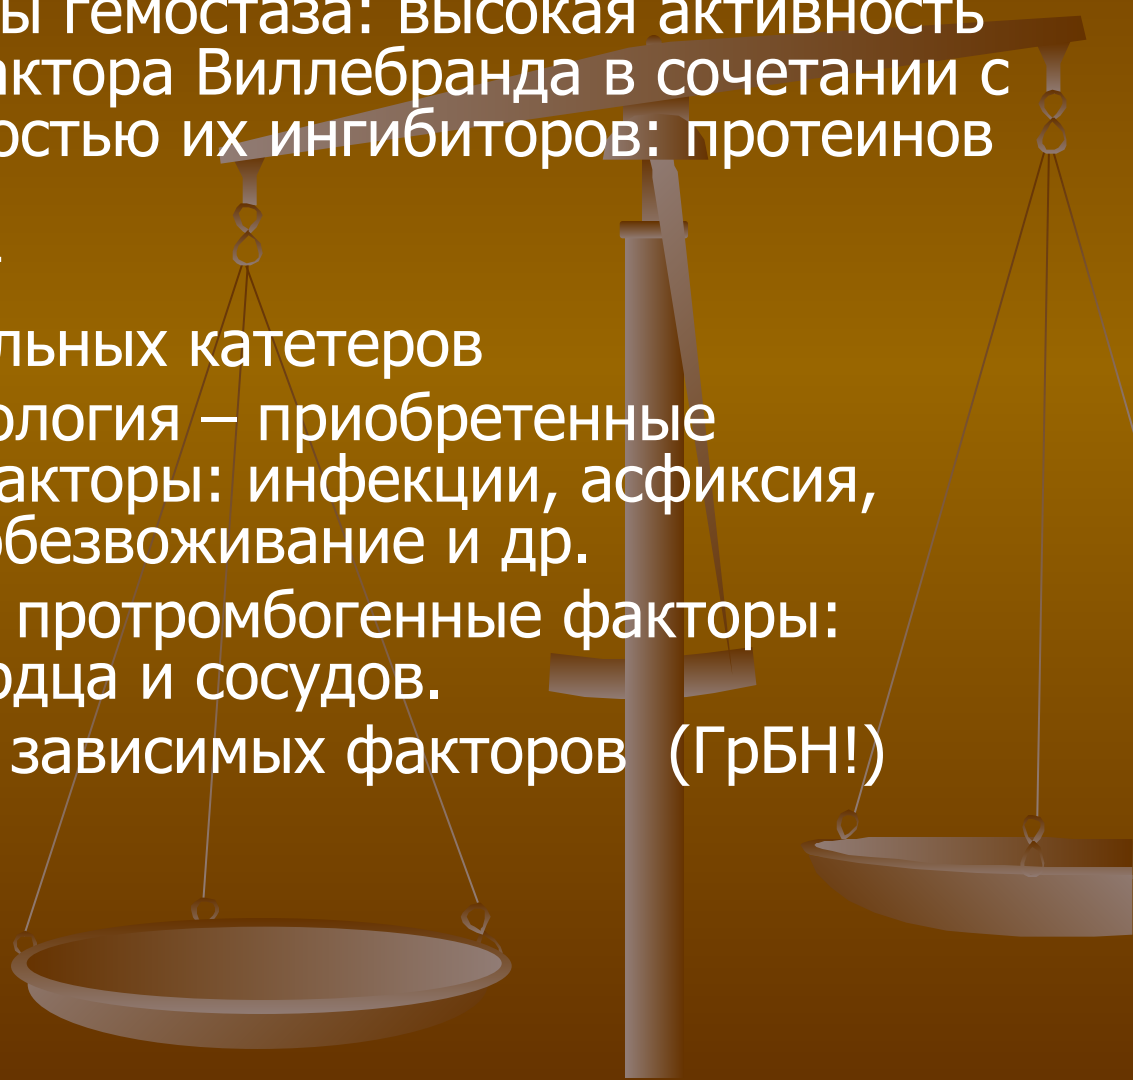 ы гемостаза: высокая активность
актора Виллебранда в сочетании с
остью их ингибиторов: протеинов
.
льных катетеров
ология – приобретенные
акторы: инфекции, асфиксия,
обезвоживание и др.
протромбогенные факторы:
рдца и сосудов.
зависимых факторов (ГрБН!)